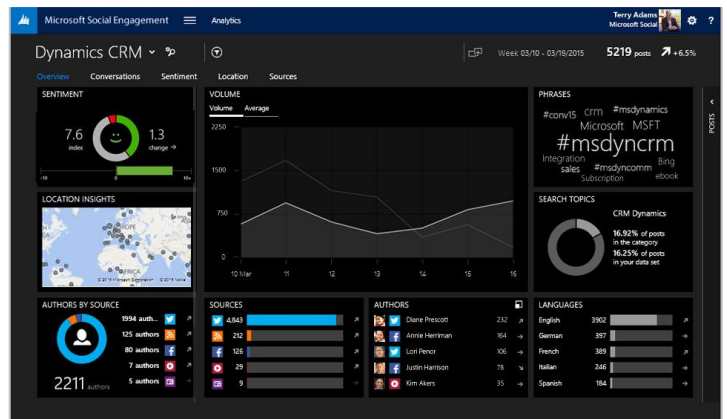 Microsoft Social Engagement
Analytics
Terry Adams
Microsoft Social
?
Dynamics CRM
Week 03/10 - 03/19/2015
5219 posts
+6.5%
Overview
Conversations
Sentiment
Location
Sources
SENTIMENT
7.6
index
1.3
change
-10
0
10+
VOLUME
Volume
Average
2250
1500
750
0
10 Mar
11
12
13
14
15
16
PHRASES
#conv15 crm #msdynamics
Microsoft MSFT
#msdyncrm
Integration Bing
sales #msdyncomm
Subscription ebook
POSTS
LOCATION INSIGHTS
EUROPE
AFRICA
SEARCH TOPICS
CRM Dynamics
16.92% of posts
in the category
16.25% of posts
in your data set
AUTHORS BY SOURCE
1994 auth...
125 authors
80 authors
7 authors
5 authors
2211 authors
SOURCES
4,843
212
126
29
9
AUTHORS
Diane Prescott 232
Annie Herriman 164
Lori Penor 106
Justin Harrison 78
Kim Akers 35
LANGUAGES
English 3902
German 397
French 389
Italian 246
Spanish 184